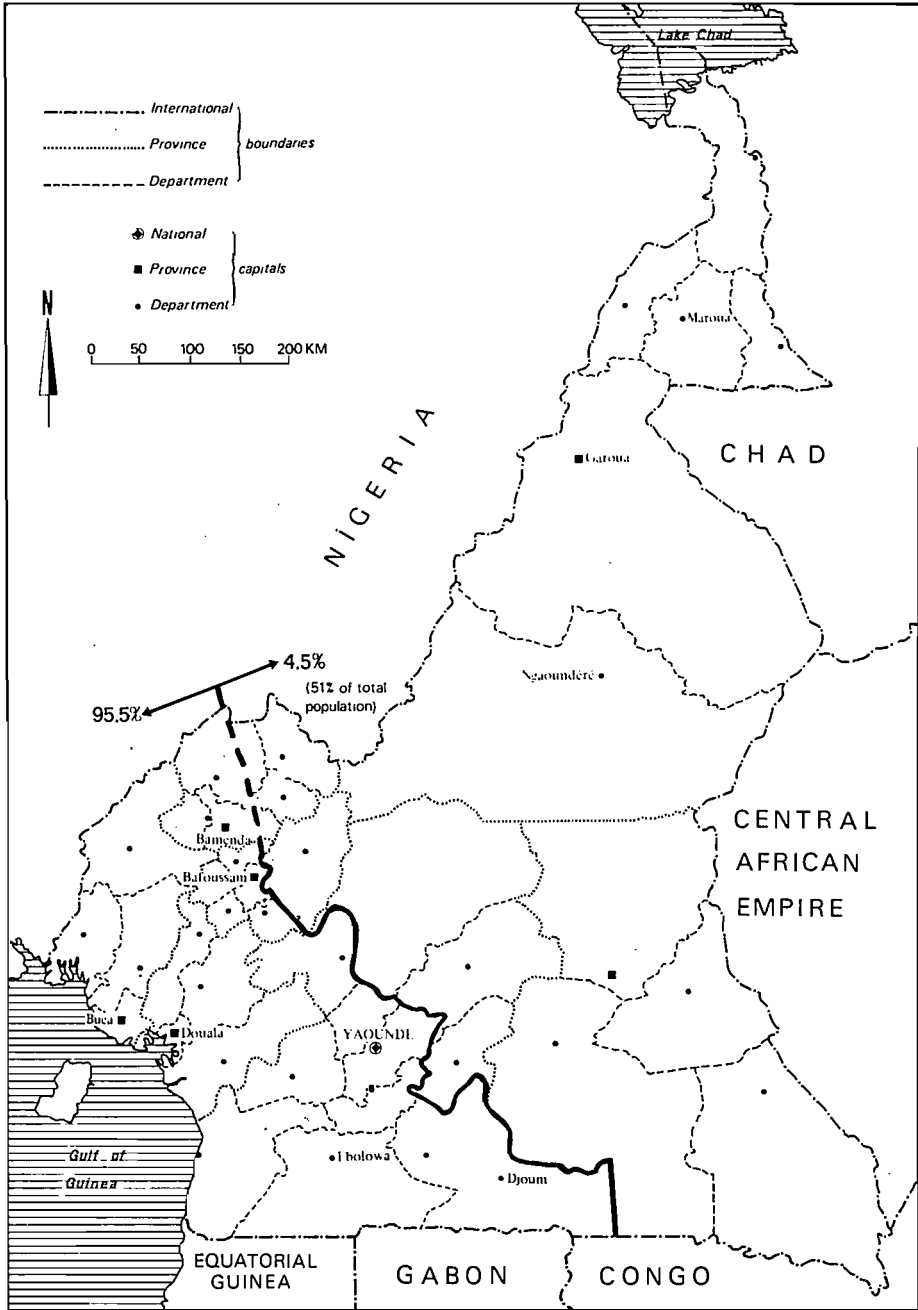 Lake Chad
International
Province
boundaries
Department
National
Province
capitals
Department
N
0 50 100 150 200 KM
Maroua
NIGERIA
CHAD
Garoua
4.5%
(51% of total
population)
95.5%
Ngaoundéré
CENTRAL
AFRICAN
EMPIRE
Bamenda
Bafoussam
Buea
Douala
YAOUNDE
Gulf of
Guinea
Ebolowa
Djoum
EQUATORIAL
GUINEA
GABON
CONGO